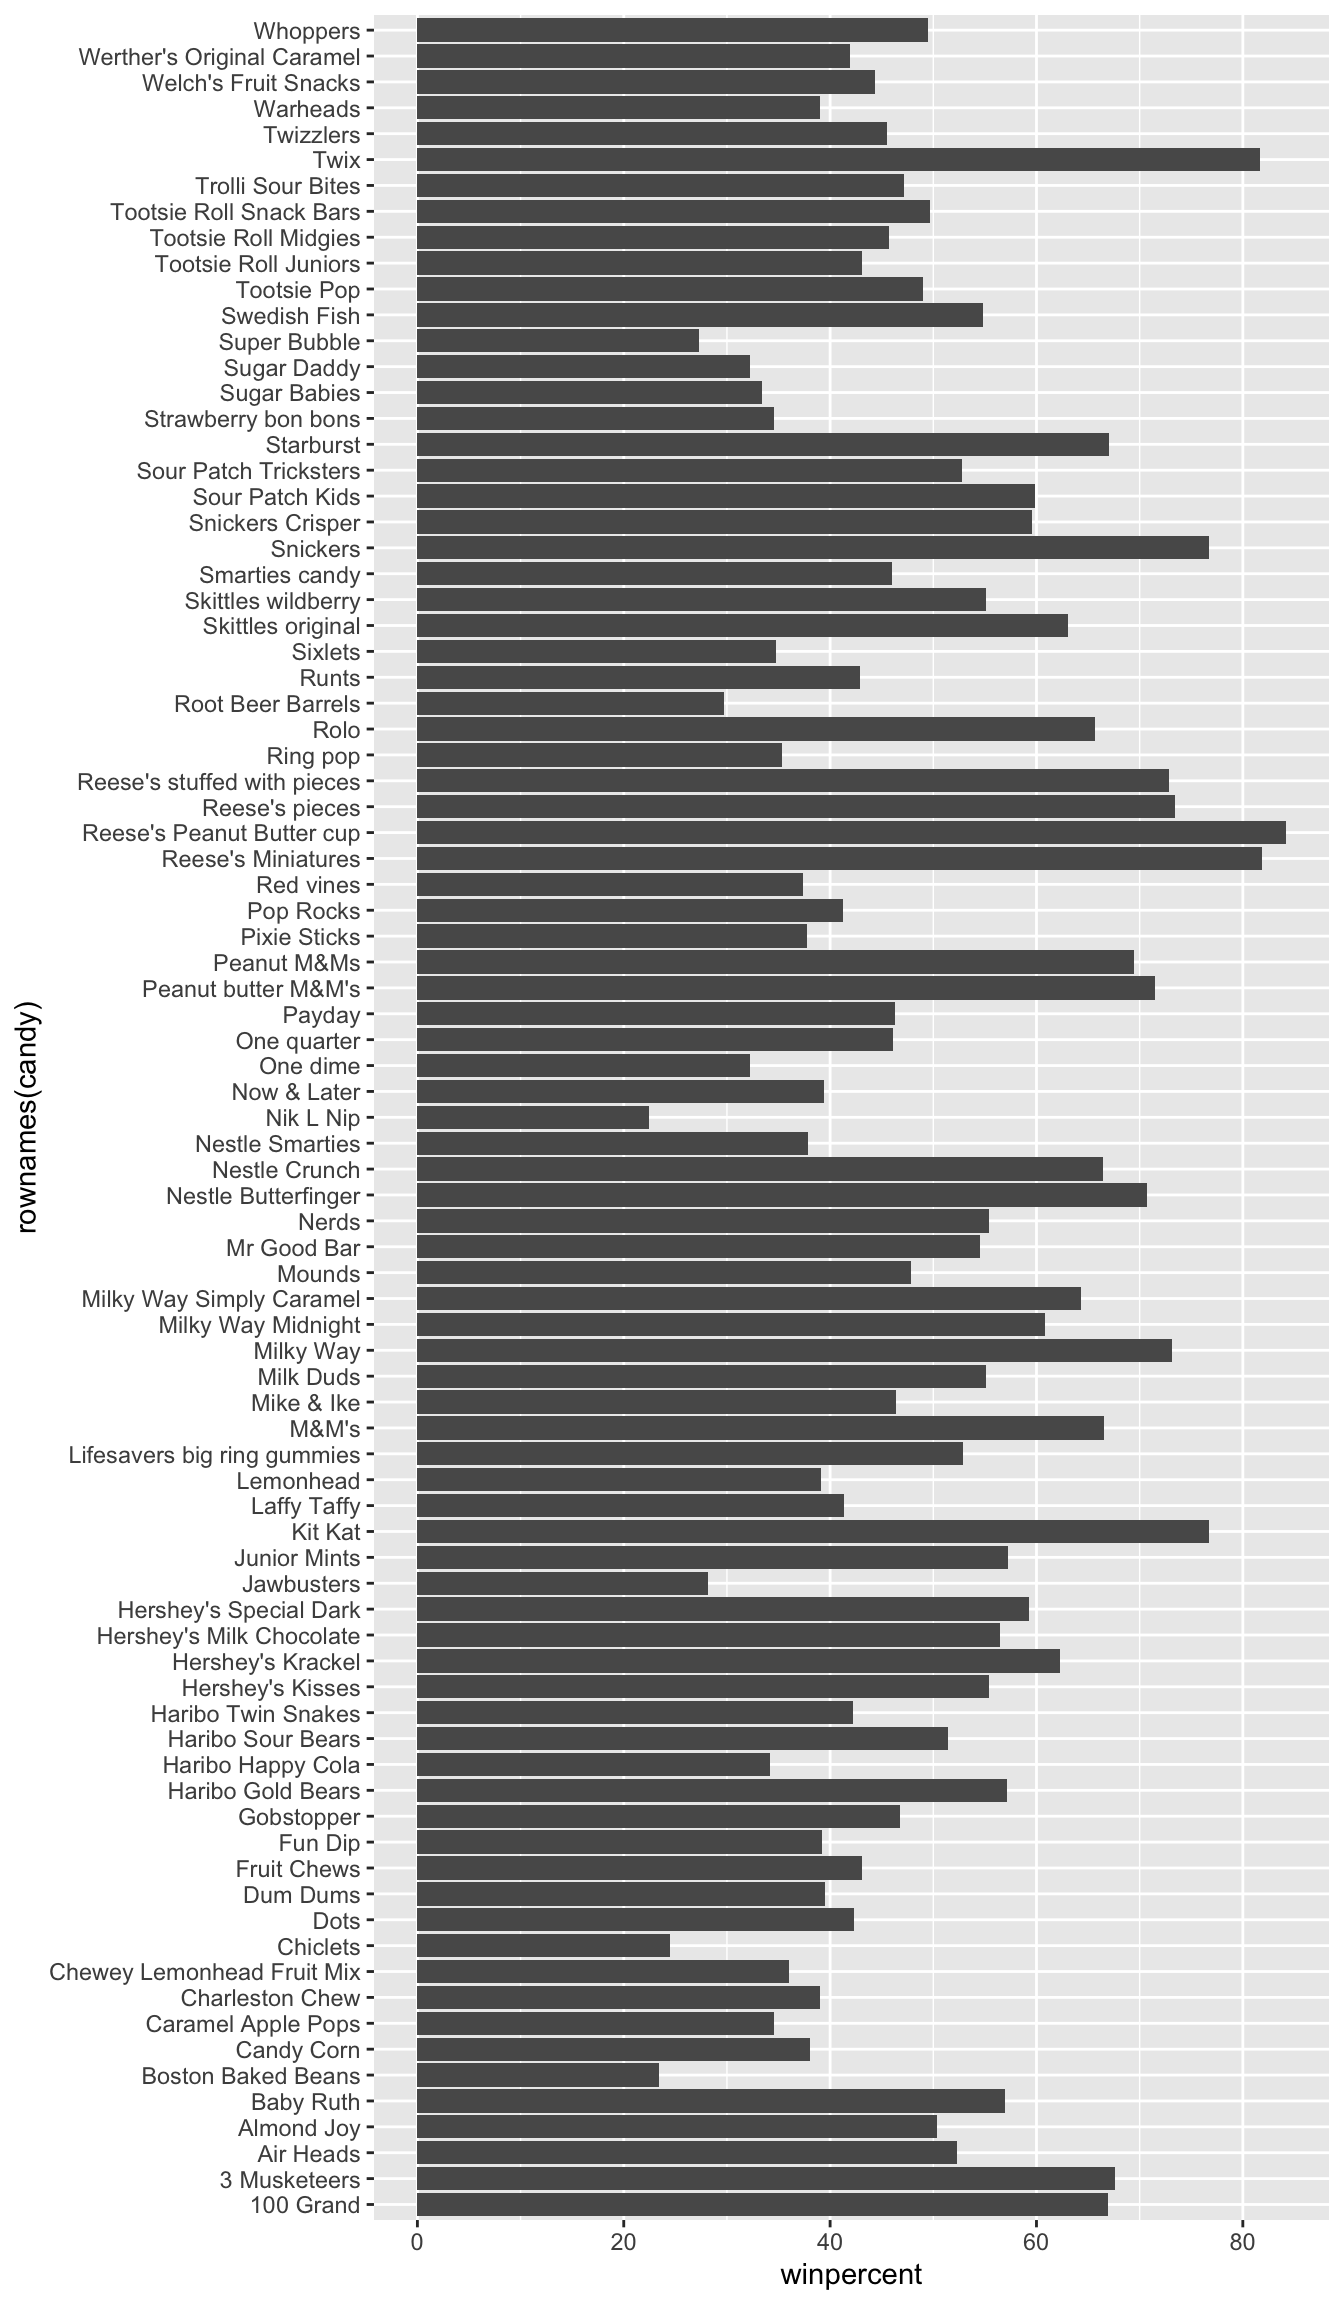 Whoppers
Werther's Original Caramel
Welch's Fruit Snacks
Warheads
Twizzlers
Twix
Trolli Sour Bites
Tootsie Roll Snack Bars
Tootsie Roll Midgies
Tootsie Roll Juniors
Tootsie Pop
Swedish Fish
Super Bubble
Sugar Daddy
Sugar Babies
Strawberry bon bons
Starburst
Sour Patch Tricksters
Sour Patch Kids
Snickers Crisper
Snickers
Smarties candy
Skittles wildberry
Skittles original
Sixlets
Runts
Root Beer Barrels
Rolo
Ring pop
Reese's stuffed with pieces
Reese's pieces
Reese's Peanut Butter cup
Reese's Miniatures
Red vines
Pop Rocks
Pixie Sticks
Peanut M&Ms
Peanut butter M&M's
Payday
One quarter
One dime
Now & Later
Nik L Nip
Nestle Smarties
Nestle Crunch
Nestle Butterfinger
Nerds
Mr Good Bar
Mounds
Milky Way Simply Caramel
Milky Way Midnight
Milky Way
Milk Duds
Mike & Ike
M&M's
Lifesavers big ring gummies
Lemonhead
Laffy Taffy
Kit Kat
Junior Mints
Jawbusters
Hershey's Special Dark
Hershey's Milk Chocolate
Hershey's Krackel
Hershey's Kisses
Haribo Twin Snakes
Haribo Sour Bears
Haribo Happy Cola
Haribo Gold Bears
Gobstopper
Fun Dip
Fruit Chews
Dum Dums
Dots
Chiclets
Chewey Lemonhead Fruit Mix
Charleston Chew
Caramel Apple Pops
Candy Corn
Boston Baked Beans
Baby Ruth
Almond Joy
Air Heads
3 Musketeers
100 Grand
rownames(candy)
0 20 40 60 80
winpercent